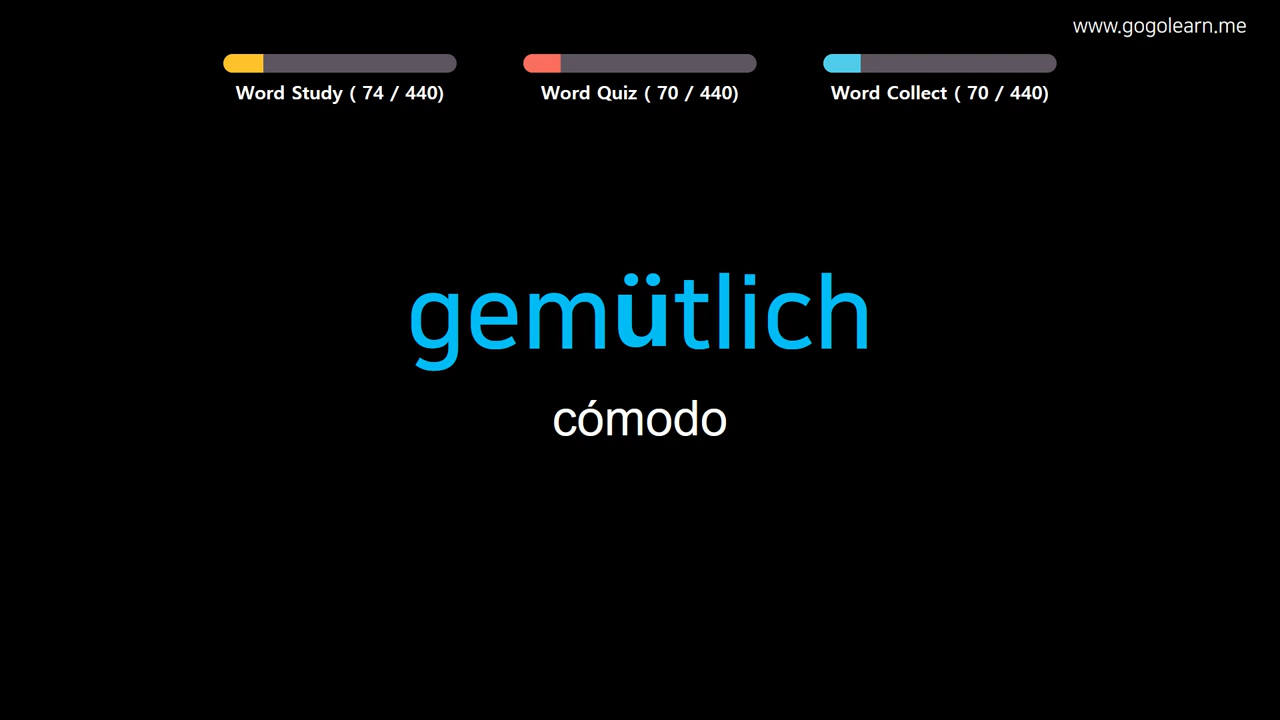 www.gogolearn.me
Word Study ( 74 / 440)
Word Quiz ( 70 / 440)
Word Collect ( 70 / 440)
gemütlich
cómodo